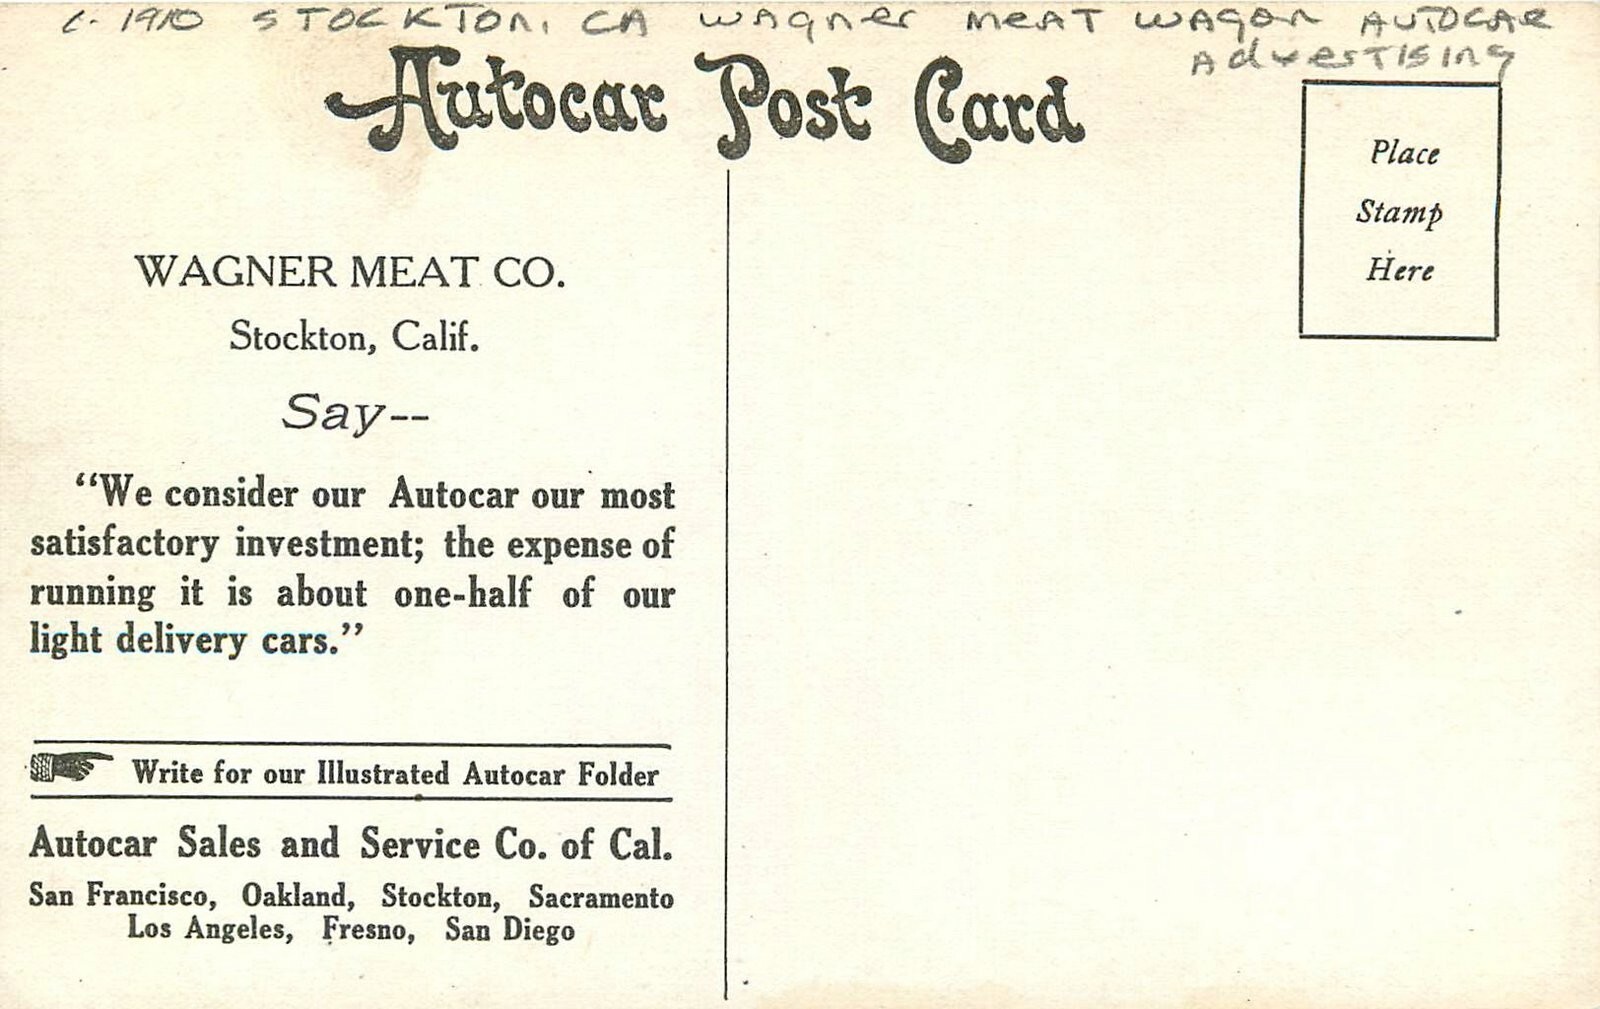 c-1910 STOCKTON, CA Wagner Meat Wagon Autocar
Advertising
Autocar Post Card
Place
Stamp
Here
WAGNER MEAT CO.
Stockton, Calif.
Say--
“We consider our Autocar our most
satisfactory investment; the expense of
running it is about one-half of our
light delivery cars.”
Write for our Illustrated Autocar Folder
Autocar Sales and Service Co. of Cal.
San Francisco, Oakland, Stockton, Sacramento
Los Angeles, Fresno, San Diego